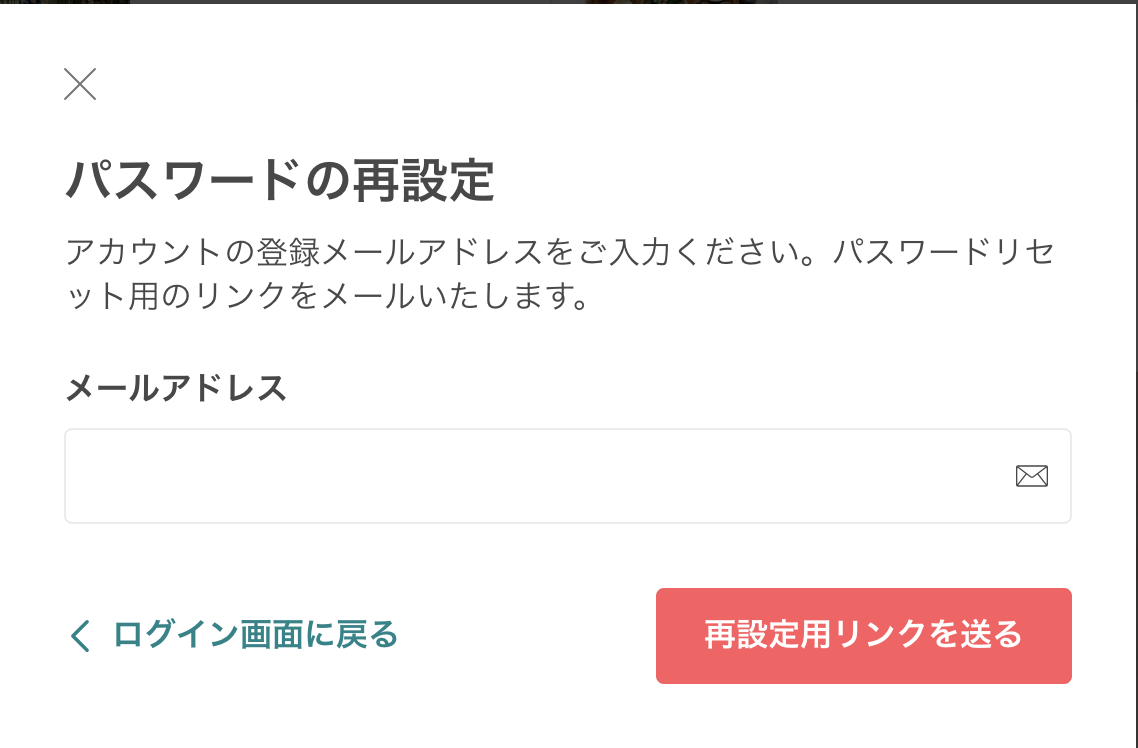 パスワードの再設定
アカウントの登録メールアドレスをご入力ください。パスワードリセ
ット用のリンクをメールいたします。
メールアドレス
ログイン画面に戻る
再設定用リンクを送る